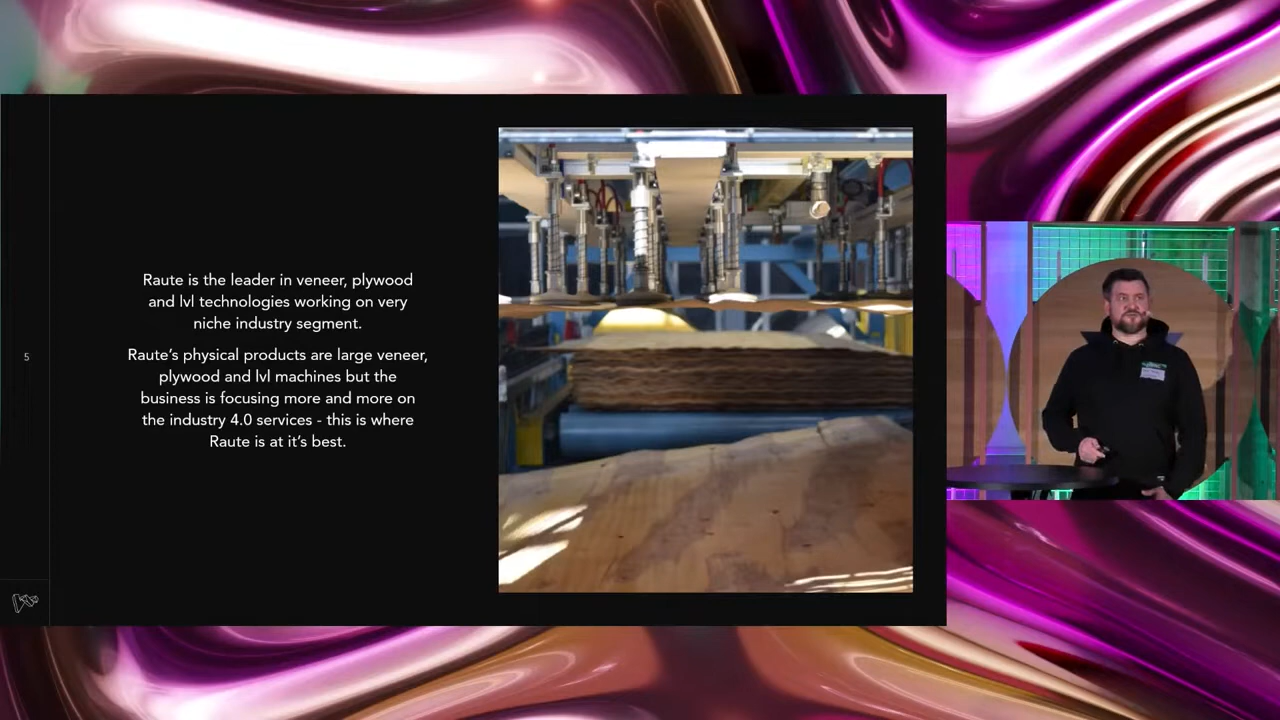 Raute is the leader in veneer, plywood
and lvl technologies working on very
niche industry segment.
Raute’s physical products are large veneer,
plywood and lvl machines but the
business is focusing more and more on
the industry 4.0 services - this is where
Raute is at it’s best.
5